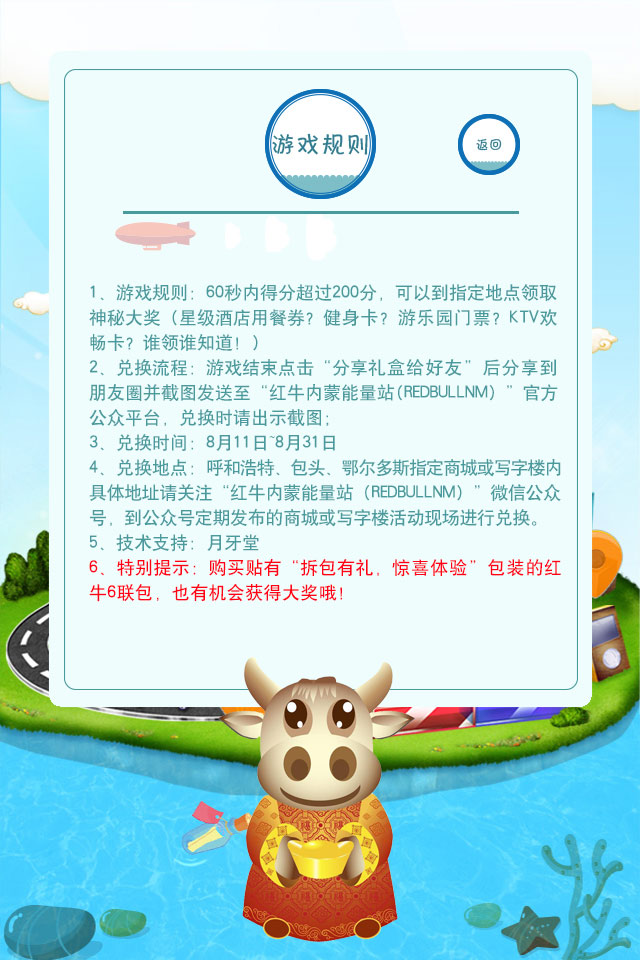 游戏规则
返回
1、游戏规则：60秒内得分超过200分，可以到指定地点领取
神秘大奖（星级酒店用餐券？健身卡？游乐园门票？KTV欢
畅卡？谁领谁知道！）
2、兑换流程：游戏结束点击“分享礼盒给好友”后分享到
朋友圈并截图发送至“红牛内蒙能量站(REDBULLNM）”官方
公众平台，兑换时请出示截图；
3、兑换时间：8月11日~8月31日
4、兑换地点：呼和浩特、包头、鄂尔多斯指定商城或写字楼内
具体地址请关注“红牛内蒙能量站（REDBULLNM）”微信公众
号，到公众号定期发布的商城或写字楼活动现场进行兑换。
5、技术支持：月牙堂
6、特别提示：购买贴有“拆包有礼，惊喜体验”包装的红
牛6联包，也有机会获得大奖哦！